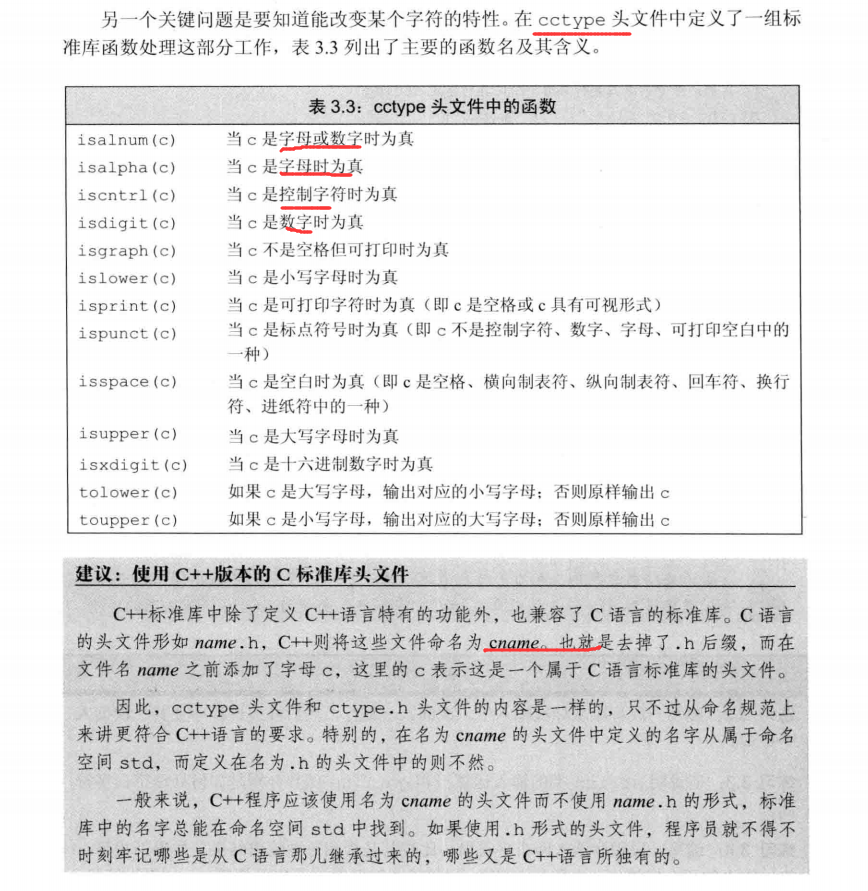 另一个关键问题是要知道能改变某个字符的特性。在 cctype 头文件中定义了一组标
准库函数处理这部分工作，表 3.3 列出了主要的函数名及其含义。
表 3.3：cctype 头文件中的函数
isalnum(c) 当 c 是字母或数字时为真
isalpha(c) 当 c 是字母时为真
iscntrl(c) 当 c 是控制字符时为真
isdigit(c) 当 c 是数字时为真
isgraph(c) 当 c 不是空格但可打印时为真
islower(c) 当 c 是小写字母时为真
isprint(c) 当 c 是可打印字符时为真（即 c 是空格或 c 具有可视形式）
ispunct(c) 当 c 是标点符号时为真（即 c 不是控制字符、数字、字母、可打印空白中的
一种）
isspace(c) 当 c 是空白时为真（即 c 是空格、横向制表符、纵向制表符、回车符、换行
符、进纸符中的一种）
isupper(c) 当 c 是大写字母时为真
isxdigit(c) 当 c 是十六进制数字时为真
tolower(c) 如果 c 是大写字母，输出对应的小写字母；否则原样输出 c
toupper(c) 如果 c 是小写字母，输出对应的大写字母；否则原样输出 c
建议：使用 C++版本的 C 标准库头文件
C++标准库中除了定义 C++语言特有的功能外，也兼容了 C 语言的标准库。C 语言
的头文件形如 name.h，C++则将这些文件命名为 cname。也就是去掉了.h 后缀，而在
文件名 name 之前添加了字母 c，这里的 c 表示这是一个属于 C 语言标准库的头文件。
因此，cctype 头文件和 ctype.h 头文件的内容是一样的，只不过从命名规范上
来讲更符合 C++语言的要求。特别的，在名为 cname 的头文件中定义的名字从属于命名
空间 std，而定义在名为.h 的头文件中的则不然。
一般来说，C++程序应该使用名为 cname 的头文件而不使用 name.h 的形式，标准
库中的名字总能在命名空间 std 中找到。如果使用.h 形式的头文件，程序员就不得不
时刻牢记哪些是从 C 语言那儿继承过来的，哪些又是 C++语言所独有的。